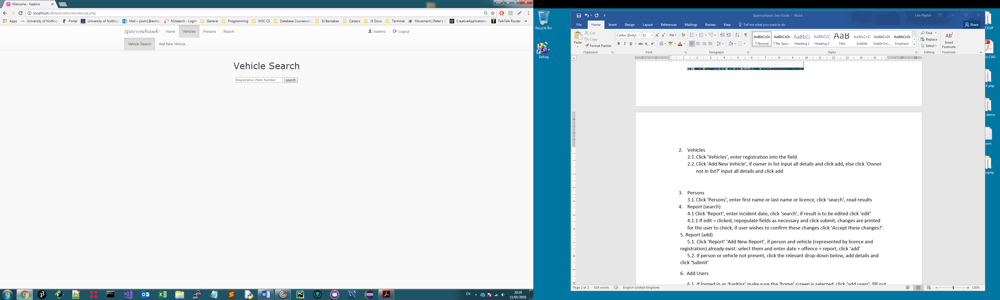 Welcome - haskins
Leo
localhost/dbtest/vehicleindexsql.php
Apps
University of Notting
Portal
University of Notting
Mail – psxln1@exma
NUsearch - Login
General
Programming
MSC CS
Database Coursework
St Barnabas
Careers
JS Docu
Terminal
Movement | Peter's V
CreativeApplications.
TalkTalk Router
»
Sparrowhawk Home Vehicles Persons Report haskins Logout
Vehicle Search Add New Vehicle
Vehicle Search
Registration Plate Number search
EN
20:29
11/01/2018
Recycle Bin
Defrag
Sparrowhawk User Guide - Word
Leo Naylor
File Home Insert Design Layout References Mailings Review View Tell me what you want to do Share
Paste
Cut
Copy
Format Painter
Clipboard
Calibri (Body) 11
Font
Paragraph
AaBbCcDc AaBbCcDc AaBbCc AaBbCcD AaB AaBbCcD AaBbCcDc AaBbCcDc
¶ Normal ¶ No Spac... Heading 1 Heading 2 Title Subtitle Subtle Em... Emphasis
Styles
Find
Replace
Select
Editing
AB1
Insert
Footnote
Footnote
2. Vehicles
2.1. Click ‘Vehicles’, enter registration into the field
2.2. Click ‘Add New Vehicle’, if owner in list input all details and click add, else click ‘Owner
not in list?’ input all details and click add
3. Persons
3.1. Click ‘Persons’, enter first name or last name or licence, click ‘search’, read results
4. Report (search)
4.1 Click ‘Report’, enter incident date, click ‘search’, if result is to be edited click ‘edit’
4.1.1 If edit = clicked, repopulate fields as necessary and click submit, changes are printed
for the user to check, if user wishes to confirm these changes click ‘Accept these changes?’.
5. Report (add)
5.1. Click ‘Report’ ‘Add New Report’, if person and vehicle (represented by licence and
registration) already exist: select them and enter date + offence + report, click ‘add’
5.2. If person or vehicle not present, click the relevant drop-down below, add details and
click ‘Submit’
6. Add Users
6.1. If logged in as ‘haskins’ make sure the ‘home’ screen is selected, click ‘add users’, fill out
Page 2 of 2 519 words English (United Kingdom) 130%
CKUP
lis.CW2
8 php
-demo
oem
rephp